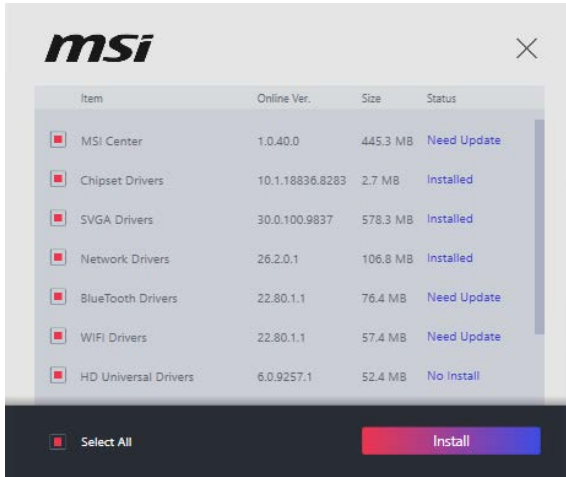 msi
Item Online Ver. Size Status
MSI Center 1.0.40.0 445.3 MB Need Update
Chipset Drivers 10.1.18836.8283 2.7 MB Installed
SVGA Drivers 30.0.100.9837 578.3 MB Installed
Network Drivers 26.2.0.1 106.8 MB Installed
BlueTooth Drivers 22.80.1.1 76.4 MB Need Update
WIFI Drivers 22.80.1.1 57.4 MB Need Update
HD Universal Drivers 6.0.9257.1 52.4 MB No Install
Select All Install